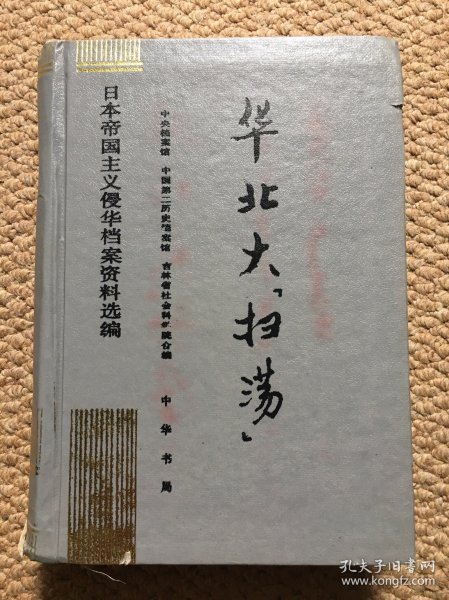 华北大「扫荡」
中央档案馆 中国第二历史档案馆 吉林省社会科学院合编
中华书局
日本帝国主义侵华档案资料选编
孔夫子旧书网
www.kongfz.com